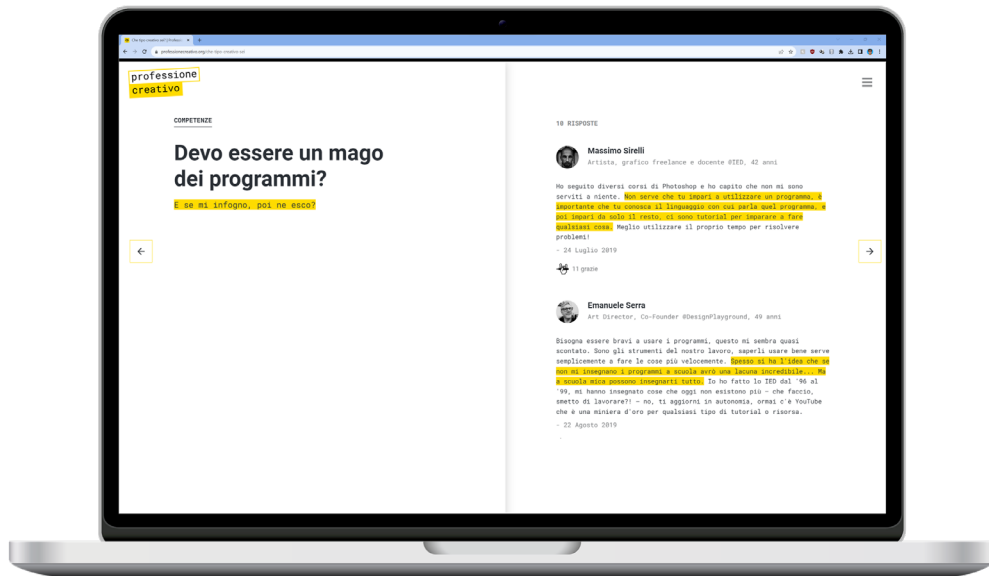 professionecreativo.org/che-tipo-creativo-sei
professione
creativo
COMPETENZE
Devo essere un mago
dei programmi?
E se mi infogno, poi ne esco?
10 RISPOSTE
Massimo Sirelli
Artista, grafico freelance e docente @IED, 42 anni
Ho seguito diversi corsi di Photoshop e ho capito che non mi sono
serviti a niente. Non serve che tu impari a utilizzare un programma, è
importante che tu conosca il linguaggio con cui parla quel programma, e
poi impari da solo il resto, ci sono tutorial per imparare a fare
qualsiasi cosa. Meglio utilizzare il proprio tempo per risolvere
problemi!
- 24 Luglio 2019
11 grazie
Emanuele Serra
Art Director, Co-Founder @DesignPlayground, 49 anni
Bisogna essere bravi a usare i programmi, questo mi sembra quasi
scontato. Sono gli strumenti del nostro lavoro, saperli usare bene serve
semplicemente a fare le cose più velocemente. Spesso si ha l'idea che se
non mi insegnano i programmi a scuola avrò una lacuna incredibile... Ma
a scuola mica possono insegnarti tutto. Io ho fatto lo IED dal '96 al
'99, mi hanno insegnato cose che oggi non esistono più – che faccio,
smetto di lavorare?! – no, ti aggiorni in autonomia, ormai c'è YouTube
che è una miniera d'oro per qualsiasi tipo di tutorial o risorsa.
- 22 Agosto 2019